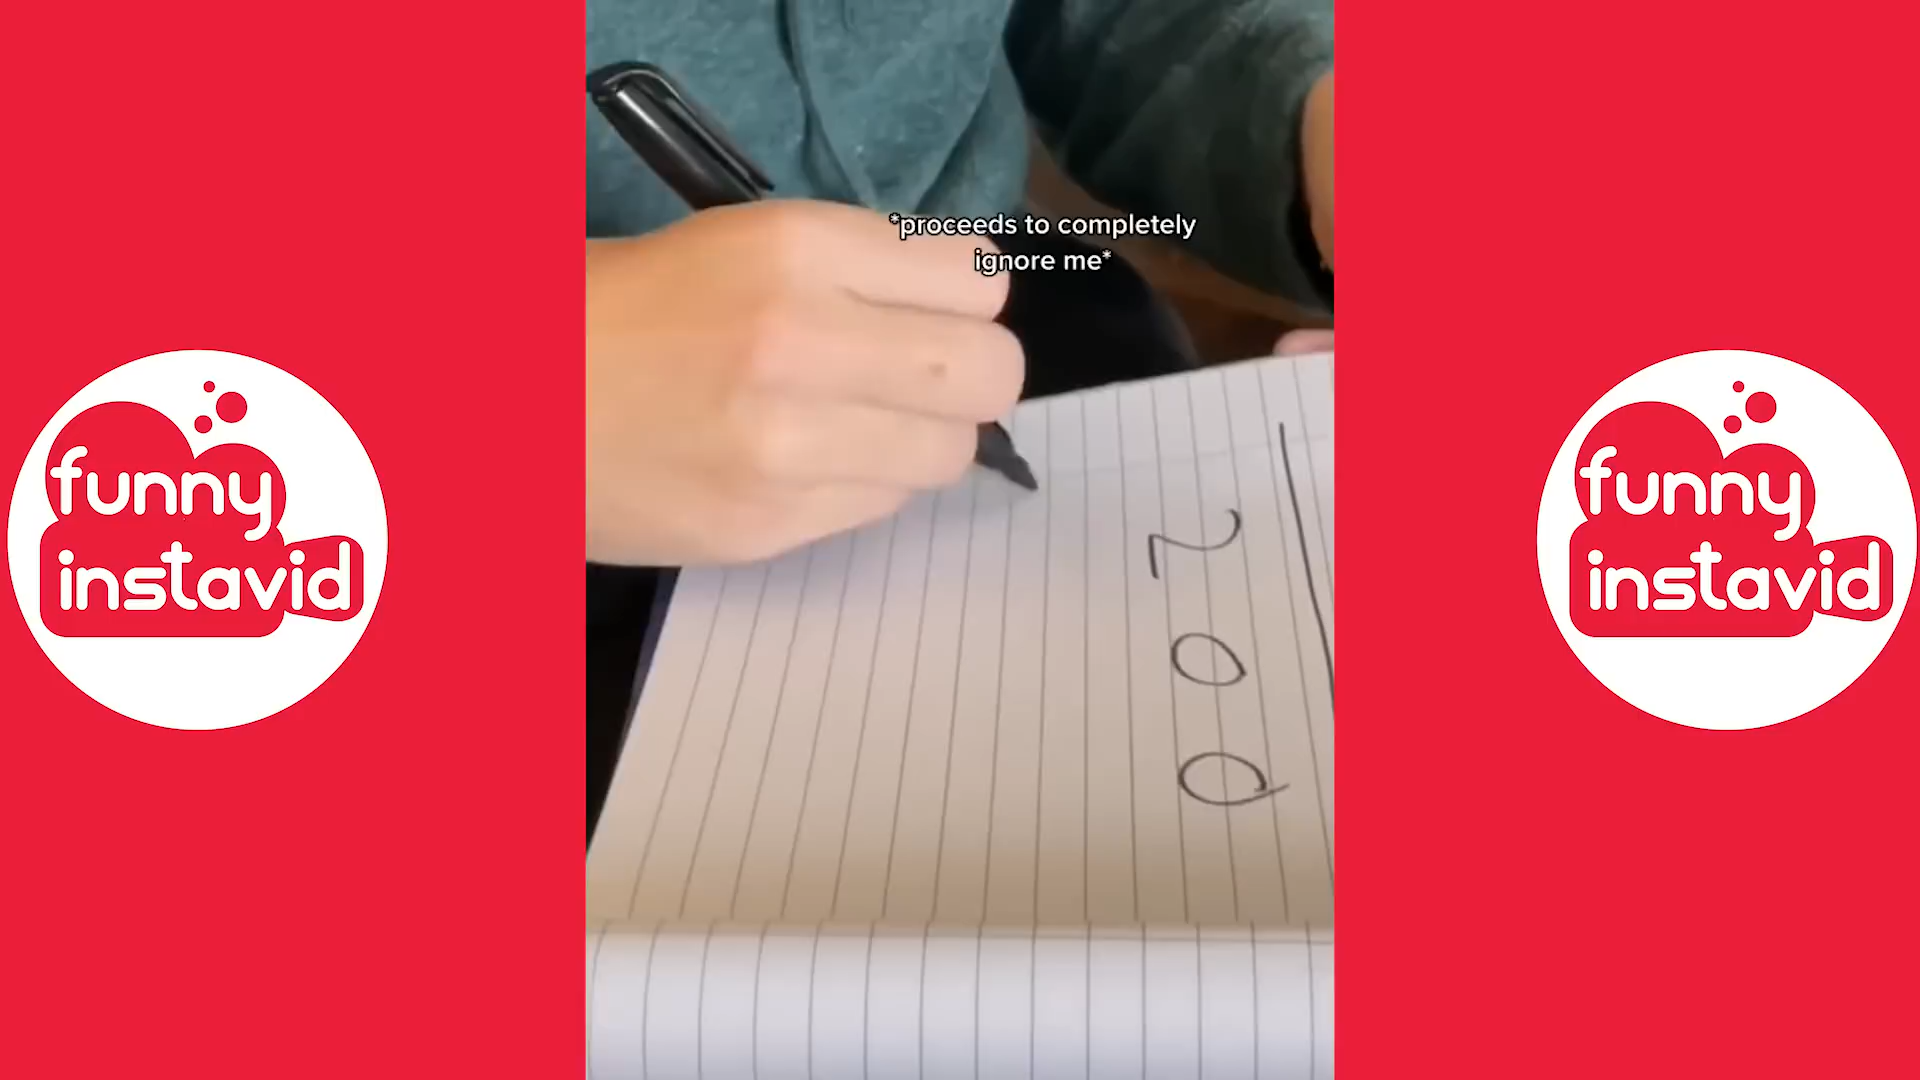 *proceeds to completely
ignore me*
200
funny
instavid
funny
instavid